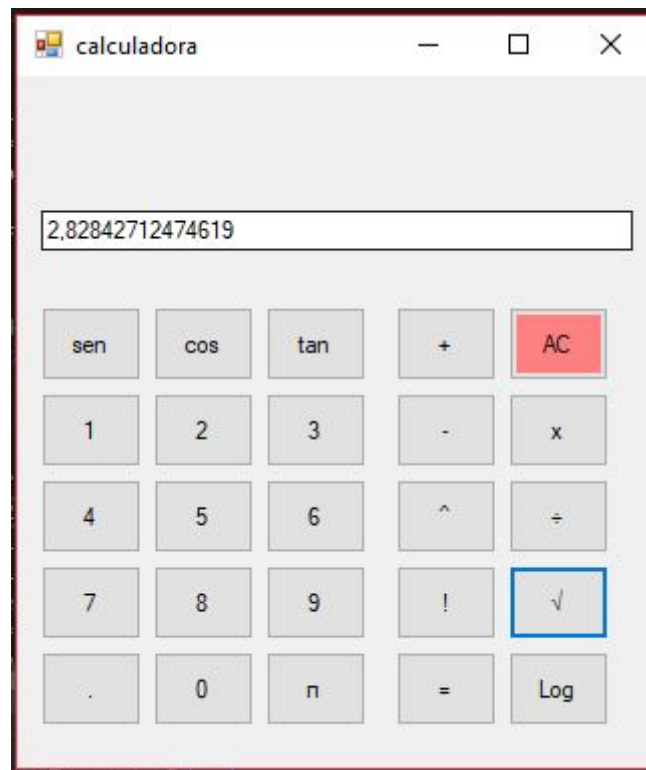 calculadora
2,82842712474619
sen cos tan + AC
1 2 3 - x
4 5 6 ^ ÷
7 8 9 ! √
. 0 п = Log